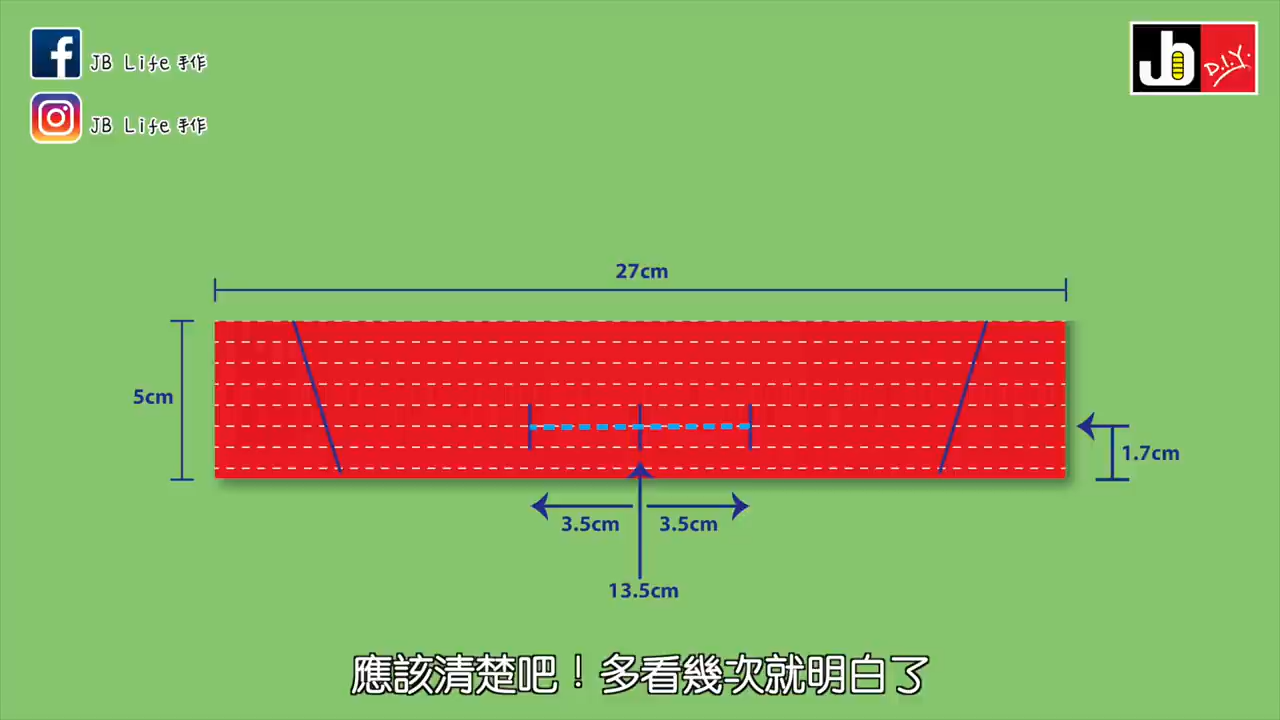 JB Life 手作
JB Life 手作
Jb D.I.Y.
27cm
5cm
1.7cm
3.5cm 3.5cm
13.5cm
應該清楚吧！多看幾次就明白了